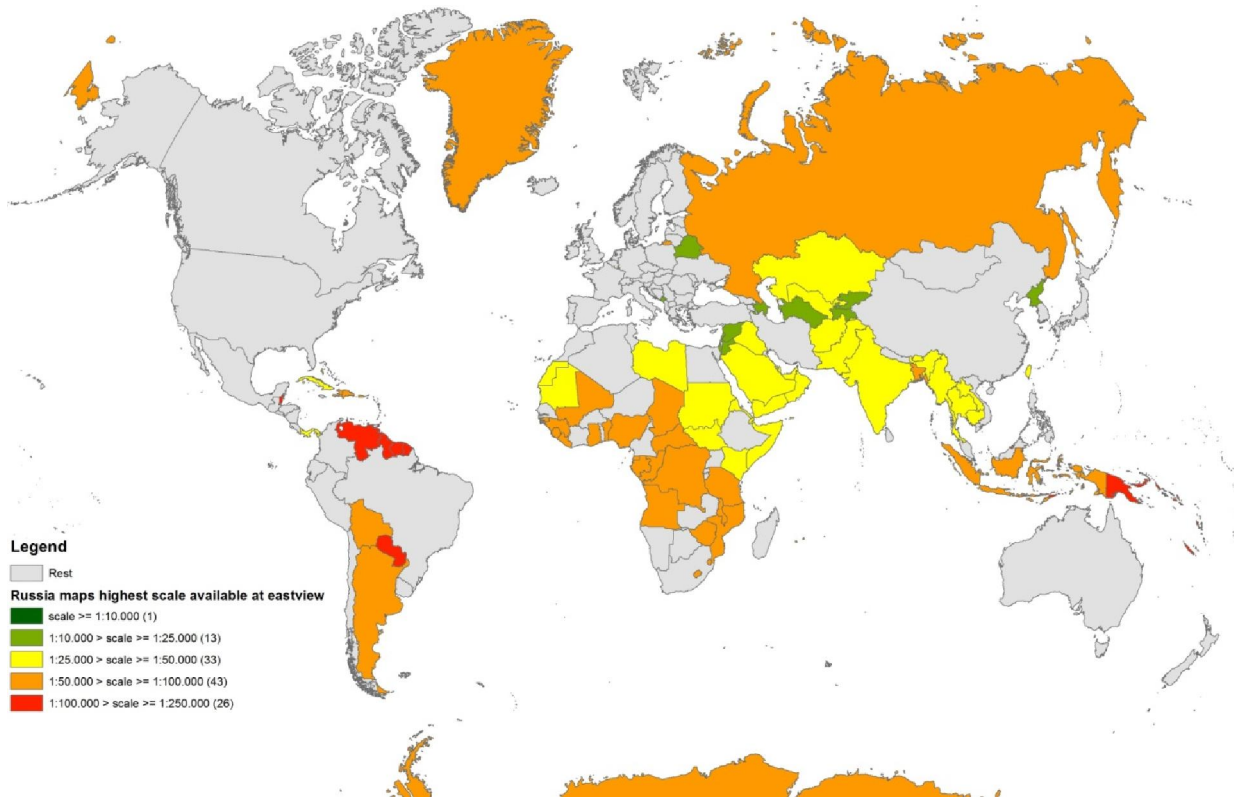 Legend
Rest
Russia maps highest scale available at eastview
scale >= 1:10.000 (1)
1:10.000 > scale >= 1:25.000 (13)
1:25.000 > scale >= 1:50.000 (33)
1:50.000 > scale >= 1:100.000 (43)
1:100.000 > scale >= 1:250.000 (26)